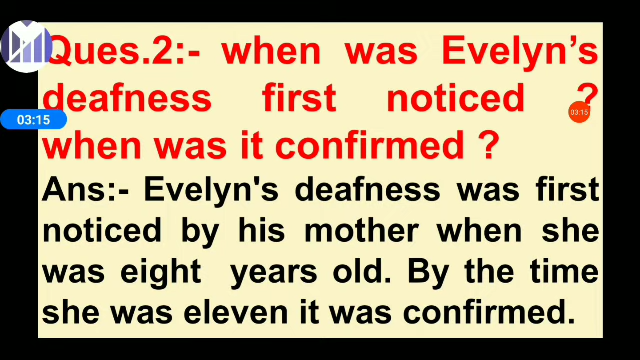 Ques.2:- when was Evelyn's
deafness first noticed ?
03:15
03:15
when was it confirmed ?
Ans:- Evelyn's deafness was first
noticed by his mother when she
was eight years old. By the time
she was eleven it was confirmed.